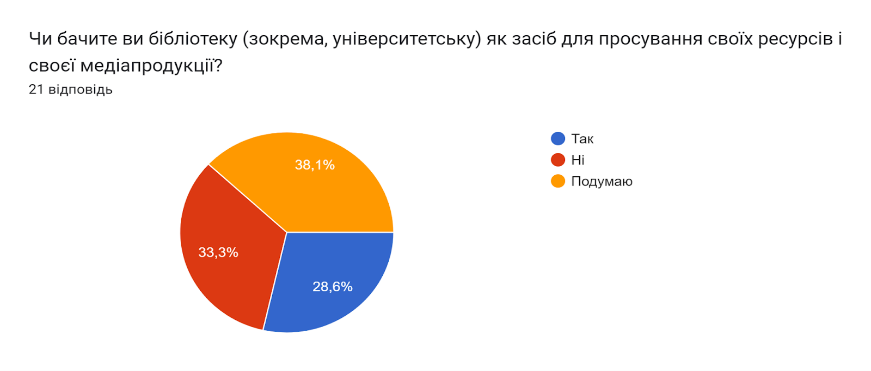 Чи бачите ви бібліотеку (зокрема, університетську) як засіб для просування своїх ресурсів і
своєї медіапродукції?
21 відповідь
Так
Ні
Подумаю
38,1%
33,3%
28,6%